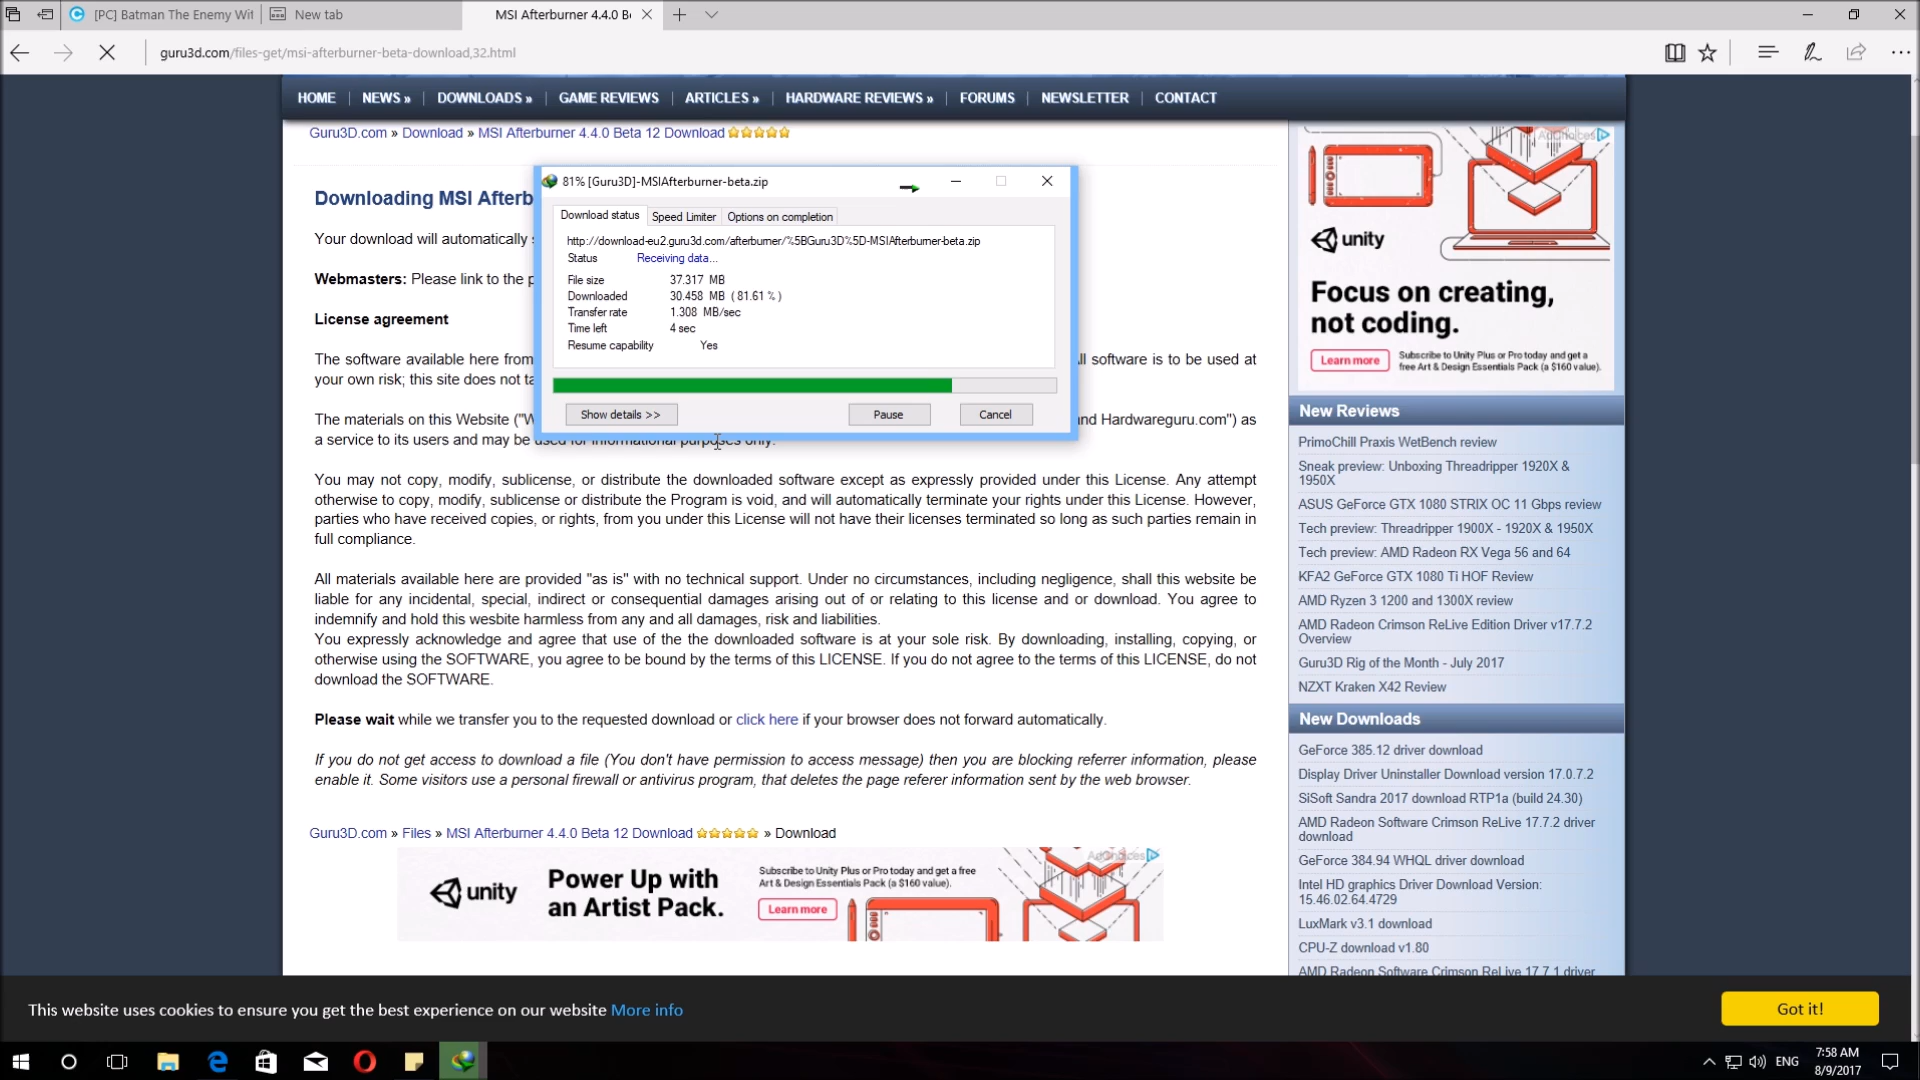 [PC] Batman The Enemy Wit
New tab
MSI Afterburner 4.4.0 B
guru3d.com/files-get/msi-afterburner-beta-download,32.html
HOME
NEWS »
DOWNLOADS »
GAME REVIEWS
ARTICLES »
HARDWARE REVIEWS »
FORUMS
NEWSLETTER
CONTACT
Guru3D.com » Download » MSI Afterburner 4.4.0 Beta 12 Download
Downloading MSI Afterb
Your download will automatically
Webmasters: Please link to the p
License agreement
The software available here from
ll software is to be used at
your own risk; this site does not ta
The materials on this Website ("W
nd Hardwareguru.com") as
a service to its users and may be used for informational purposes only.
81% [Guru3D]-MSIAfterburner-beta.zip
Download status
Speed Limiter
Options on completion
http://download-eu2.guru3d.com/afterburner/%5BGuru3D%5D-MSIAfterburner-beta.zip
Status Receiving data...
File size 37.317 MB
Downloaded 30.458 MB ( 81.61 % )
Transfer rate 1.308 MB/sec
Time left 4 sec
Resume capability Yes
Show details >>
Pause
Cancel
You may not copy, modify, sublicense, or distribute the downloaded software except as expressly provided under this License. Any attempt
otherwise to copy, modify, sublicense or distribute the Program is void, and will automatically terminate your rights under this License. However,
parties who have received copies, or rights, from you under this License will not have their licenses terminated so long as such parties remain in
full compliance.
All materials available here are provided "as is" with no technical support. Under no circumstances, including negligence, shall this website be
liable for any incidental, special, indirect or consequential damages arising out of or relating to this license and or download. You agree to
indemnify and hold this wesbite harmless from any and all damages, risk and liabilities.
You expressly acknowledge and agree that use of the the downloaded software is at your sole risk. By downloading, installing, copying, or
otherwise using the SOFTWARE, you agree to be bound by the terms of this LICENSE. If you do not agree to the terms of this LICENSE, do not
download the SOFTWARE.
Please wait while we transfer you to the requested download or click here if your browser does not forward automatically.
If you do not get access to download a file (You don't have permission to access message) then you are blocking referrer information, please
enable it. Some visitors use a personal firewall or antivirus program, that deletes the page referer information sent by the web browser.
Guru3D.com » Files » MSI Afterburner 4.4.0 Beta 12 Download » Download
unity
Power Up with
an Artist Pack.
Subscribe to Unity Plus or Pro today and get a free
Art & Design Essentials Pack (a $160 value).
Learn more
AdChoices
AdChoices
unity
Focus on creating,
not coding.
Learn more
Subscribe to Unity Plus or Pro today and get a
free Art & Design Essentials Pack (a $160 value).
New Reviews
PrimoChill Praxis WetBench review
Sneak preview: Unboxing Threadripper 1920X &
1950X
ASUS GeForce GTX 1080 STRIX OC 11 Gbps review
Tech preview: Threadripper 1900X - 1920X & 1950X
Tech preview: AMD Radeon RX Vega 56 and 64
KFA2 GeForce GTX 1080 Ti HOF Review
AMD Ryzen 3 1200 and 1300X review
AMD Radeon Crimson ReLive Edition Driver v17.7.2
Overview
Guru3D Rig of the Month - July 2017
NZXT Kraken X42 Review
New Downloads
GeForce 385.12 driver download
Display Driver Uninstaller Download version 17.0.7.2
SiSoft Sandra 2017 download RTP1a (build 24.30)
AMD Radeon Software Crimson ReLive 17.7.2 driver
download
GeForce 384.94 WHQL driver download
Intel HD graphics Driver Download Version:
15.46.02.64.4729
LuxMark v3.1 download
CPU-Z download v1.80
AMD Radeon Software Crimson ReLive 17.7.1 driver
This website uses cookies to ensure you get the best experience on our website More info
Got it!
ENG
7:58 AM
8/9/2017